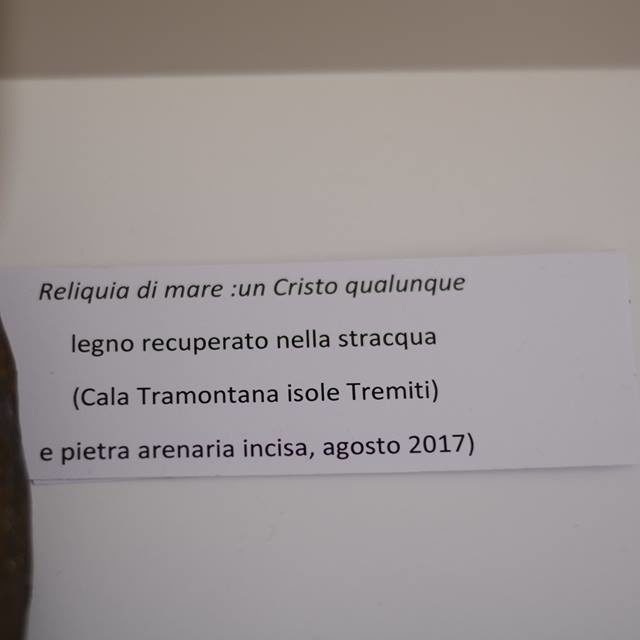 Reliquia di mare :un Cristo qualunque
legno recuperato nella stracqua
(Cala Tramontana isole Tremiti)
e pietra arenaria incisa, agosto 2017)